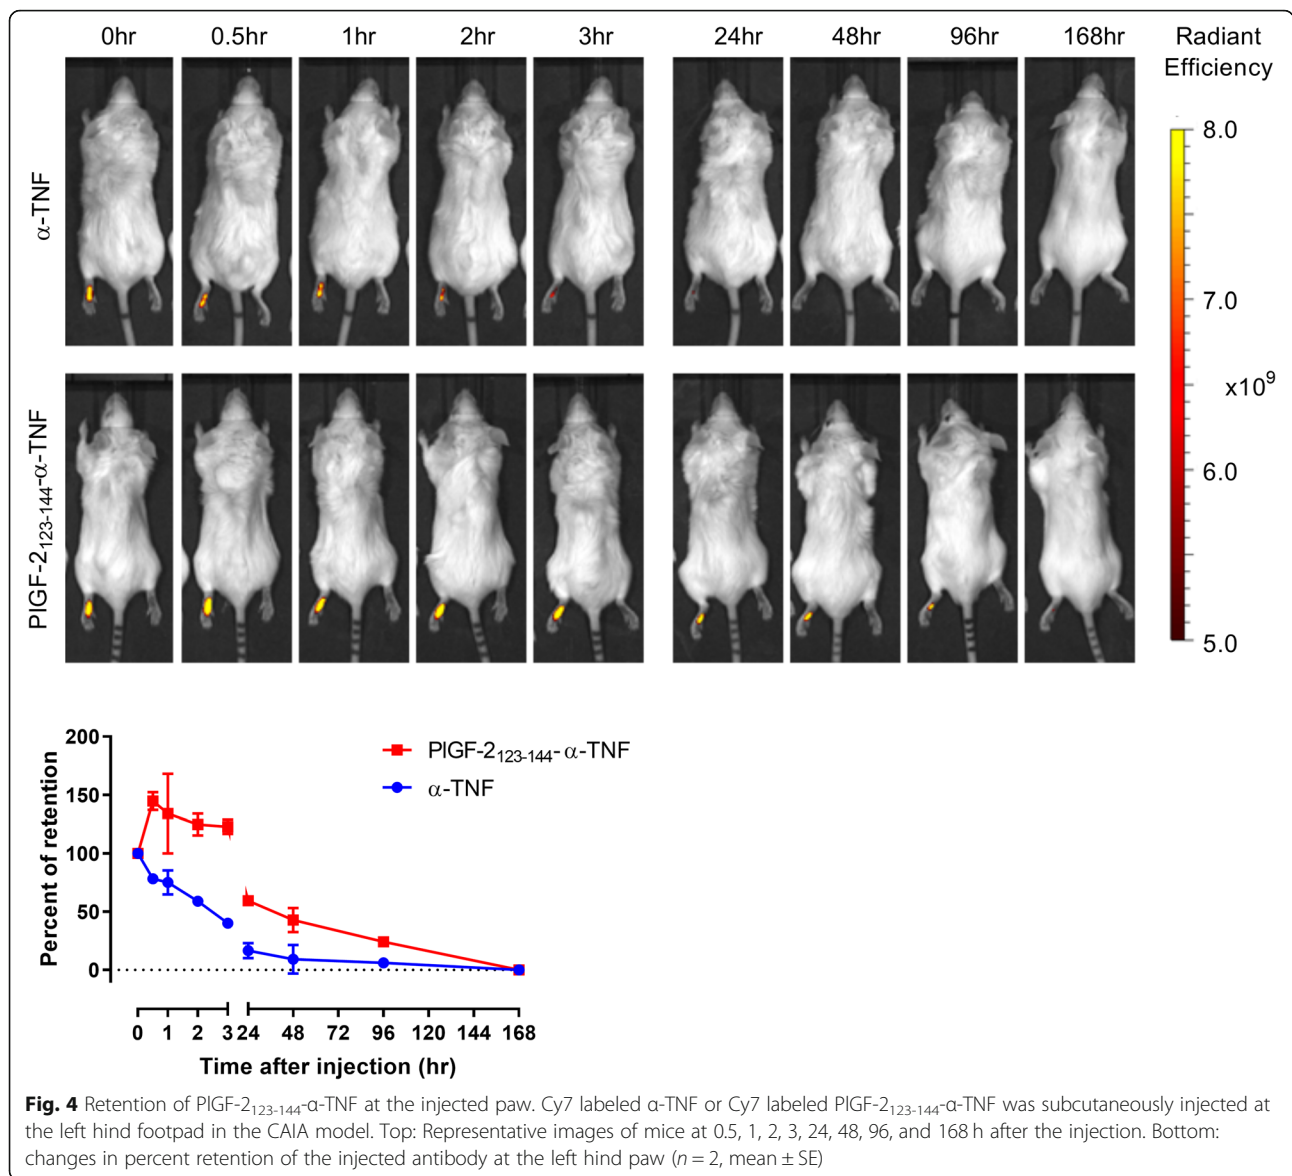 0hr 0.5hr 1hr 2hr 3hr 24hr 48hr 96hr 168hr
Radiant
Efficiency
α-TNF
8.0
7.0
x10⁹
6.0
5.0
PlGF-2₁₂₃₋₁₄₄-α-TNF
PlGF-2₁₂₃₋₁₄₄-α-TNF
α-TNF
Percent of retention
200
150
100
50
0
0 1 2 3 24 48 72 96 120 144 168
Time after injection (hr)
Fig. 4 Retention of PlGF-2₁₂₃₋₁₄₄-α-TNF at the injected paw. Cy7 labeled α-TNF or Cy7 labeled PlGF-2₁₂₃₋₁₄₄-α-TNF was subcutaneously injected at
the left hind footpad in the CAIA model. Top: Representative images of mice at 0.5, 1, 2, 3, 24, 48, 96, and 168 h after the injection. Bottom:
changes in percent retention of the injected antibody at the left hind paw (n = 2, mean ± SE)